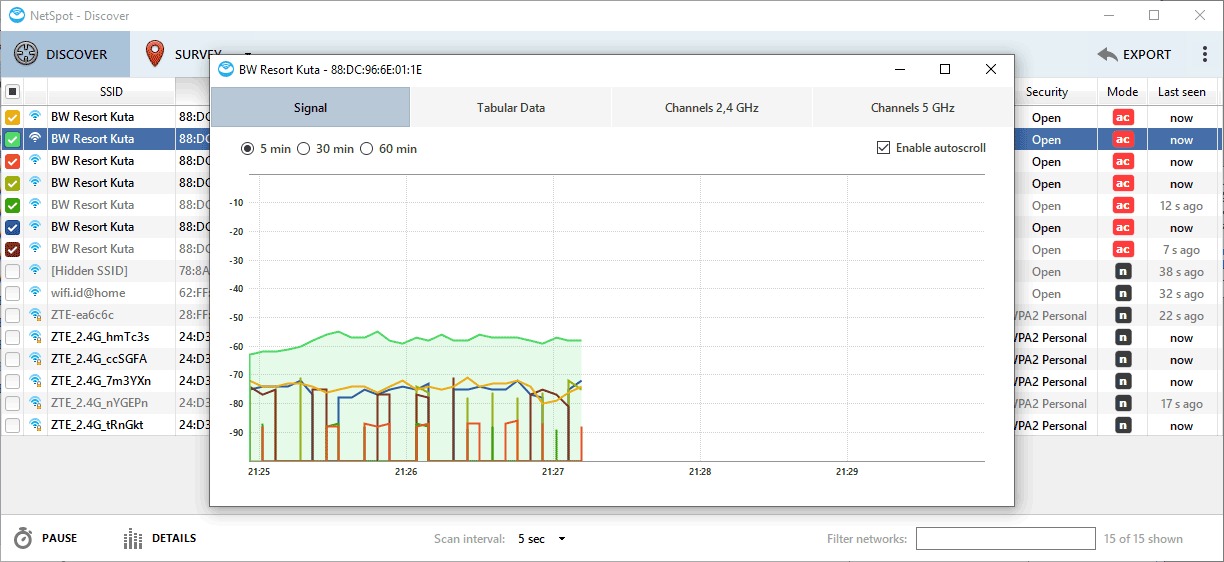 NetSpot - Discover
DISCOVER
SURVEY
EXPORT
BW Resort Kuta - 88:DC:96:6E:01:1E
Signal
Tabular Data
Channels 2,4 GHz
Channels 5 GHz
5 min
30 min
60 min
Enable autoscroll
-10
-20
-30
-40
-50
-60
-70
-80
-90
21:25
21:26
21:27
21:28
21:29
SSID Security Mode Last seen
BW Resort Kuta 88:DC Open ac now
BW Resort Kuta 88:DC Open ac now
BW Resort Kuta 88:DC Open ac now
BW Resort Kuta 88:DC Open ac now
BW Resort Kuta 88:DC Open ac 12 s ago
BW Resort Kuta 88:DC Open ac now
BW Resort Kuta 88:DC Open ac 7 s ago
[Hidden SSID] 78:8A Open n 38 s ago
wifi.id@home 62:FF: Open n 32 s ago
ZTE-ea6c6c 28:FF: WPA2 Personal n 22 s ago
ZTE_2.4G_hmTc3s 24:D3 WPA2 Personal n now
ZTE_2.4G_ccSGFA 24:D3 WPA2 Personal n now
ZTE_2.4G_7m3YXn 24:D3 WPA2 Personal n now
ZTE_2.4G_nYGEPn 24:D3 WPA2 Personal n 17 s ago
ZTE_2.4G_tRnGkt 24:D3 WPA2 Personal n now
PAUSE
DETAILS
Scan interval: 5 sec
Filter networks:
15 of 15 shown